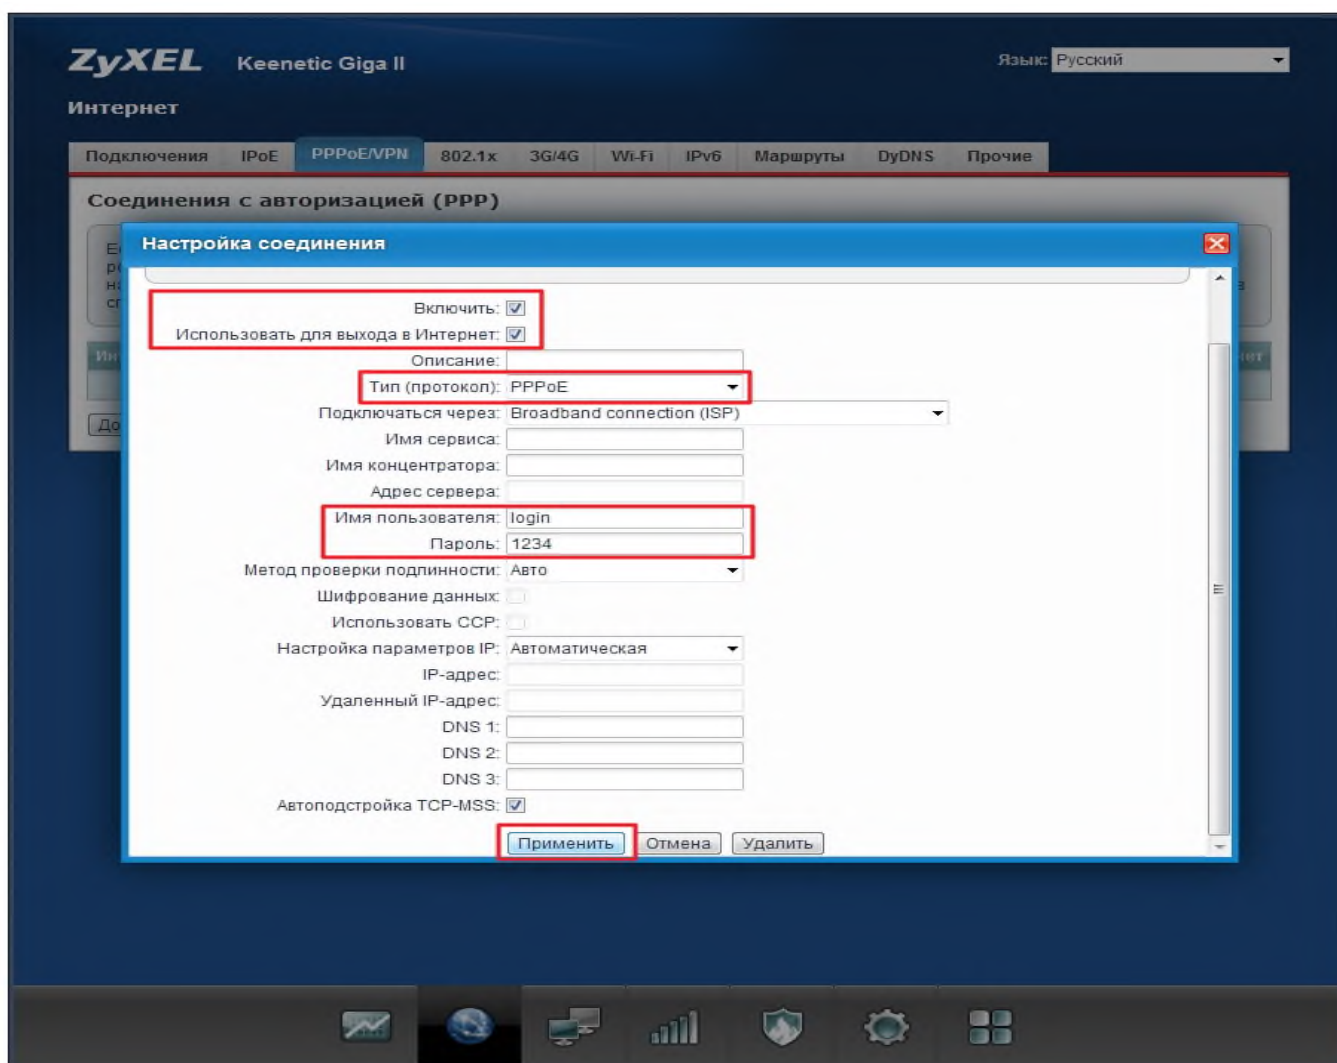 ZyXEL Keenetic Giga II
Язык: Русский
Интернет
Подключения IPoE PPPoE/VPN 802.1x 3G/4G Wi-Fi IPv6 Маршруты DyDNS Прочие
Соединения с авторизацией (PPP)
Настройка соединения
Включить:
Использовать для выхода в Интернет:
Описание:
Тип (протокол): PPPoE
Подключаться через: Broadband connection (ISP)
Имя сервиса:
Имя концентратора:
Адрес сервера:
Имя пользователя: login
Пароль: 1234
Метод проверки подлинности: Авто
Шифрование данных:
Использовать CCP:
Настройка параметров IP: Автоматическая
IP-адрес:
Удаленный IP-адрес:
DNS 1:
DNS 2:
DNS 3:
Автоподстройка TCP-MSS:
Применить Отмена Удалить